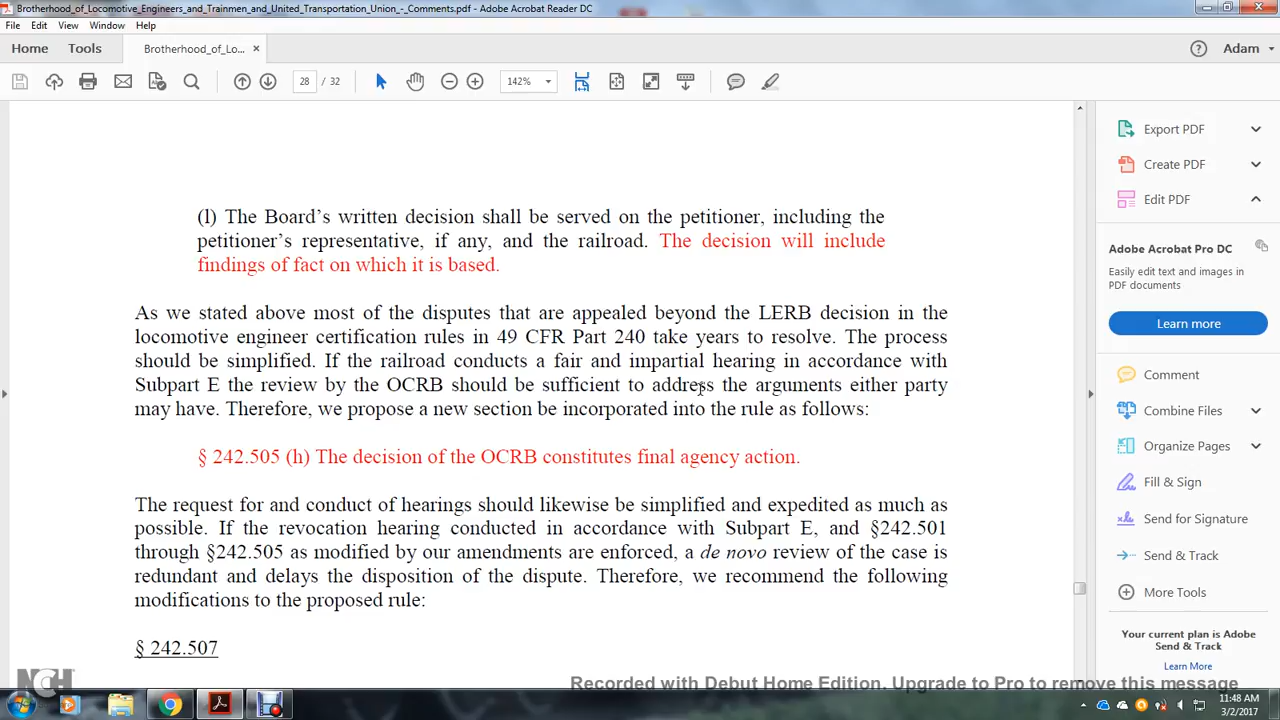 Brotherhood_of_Locomotive_Engineers_and_Trainmen_and_United_Transportation_Union_-_Comments.pdf - Adobe Acrobat Reader DC
File Edit View Window Help
Home Tools Brotherhood_of_Lo... × Adam
28 / 32 142%
(l) The Board's written decision shall be served on the petitioner, including the
petitioner's representative, if any, and the railroad. The decision will include
findings of fact on which it is based.
As we stated above most of the disputes that are appealed beyond the LERB decision in the
locomotive engineer certification rules in 49 CFR Part 240 take years to resolve. The process
should be simplified. If the railroad conducts a fair and impartial hearing in accordance with
Subpart E the review by the OCRB should be sufficient to address the arguments either party
may have. Therefore, we propose a new section be incorporated into the rule as follows:
§ 242.505 (h) The decision of the OCRB constitutes final agency action.
The request for and conduct of hearings should likewise be simplified and expedited as much as
possible. If the revocation hearing conducted in accordance with Subpart E, and §242.501
through §242.505 as modified by our amendments are enforced, a de novo review of the case is
redundant and delays the disposition of the dispute. Therefore, we recommend the following
modifications to the proposed rule:
§ 242.507
Export PDF
Create PDF
Edit PDF
Adobe Acrobat Pro DC
Easily edit text and images in
PDF documents
Learn more
Comment
Combine Files
Organize Pages
Fill & Sign
Send for Signature
Send & Track
More Tools
Your current plan is Adobe
Send & Track
Learn More
NCH
Recorded with Debut Home Edition. Upgrade to Pro to remove this message
11:48 AM
3/2/2017